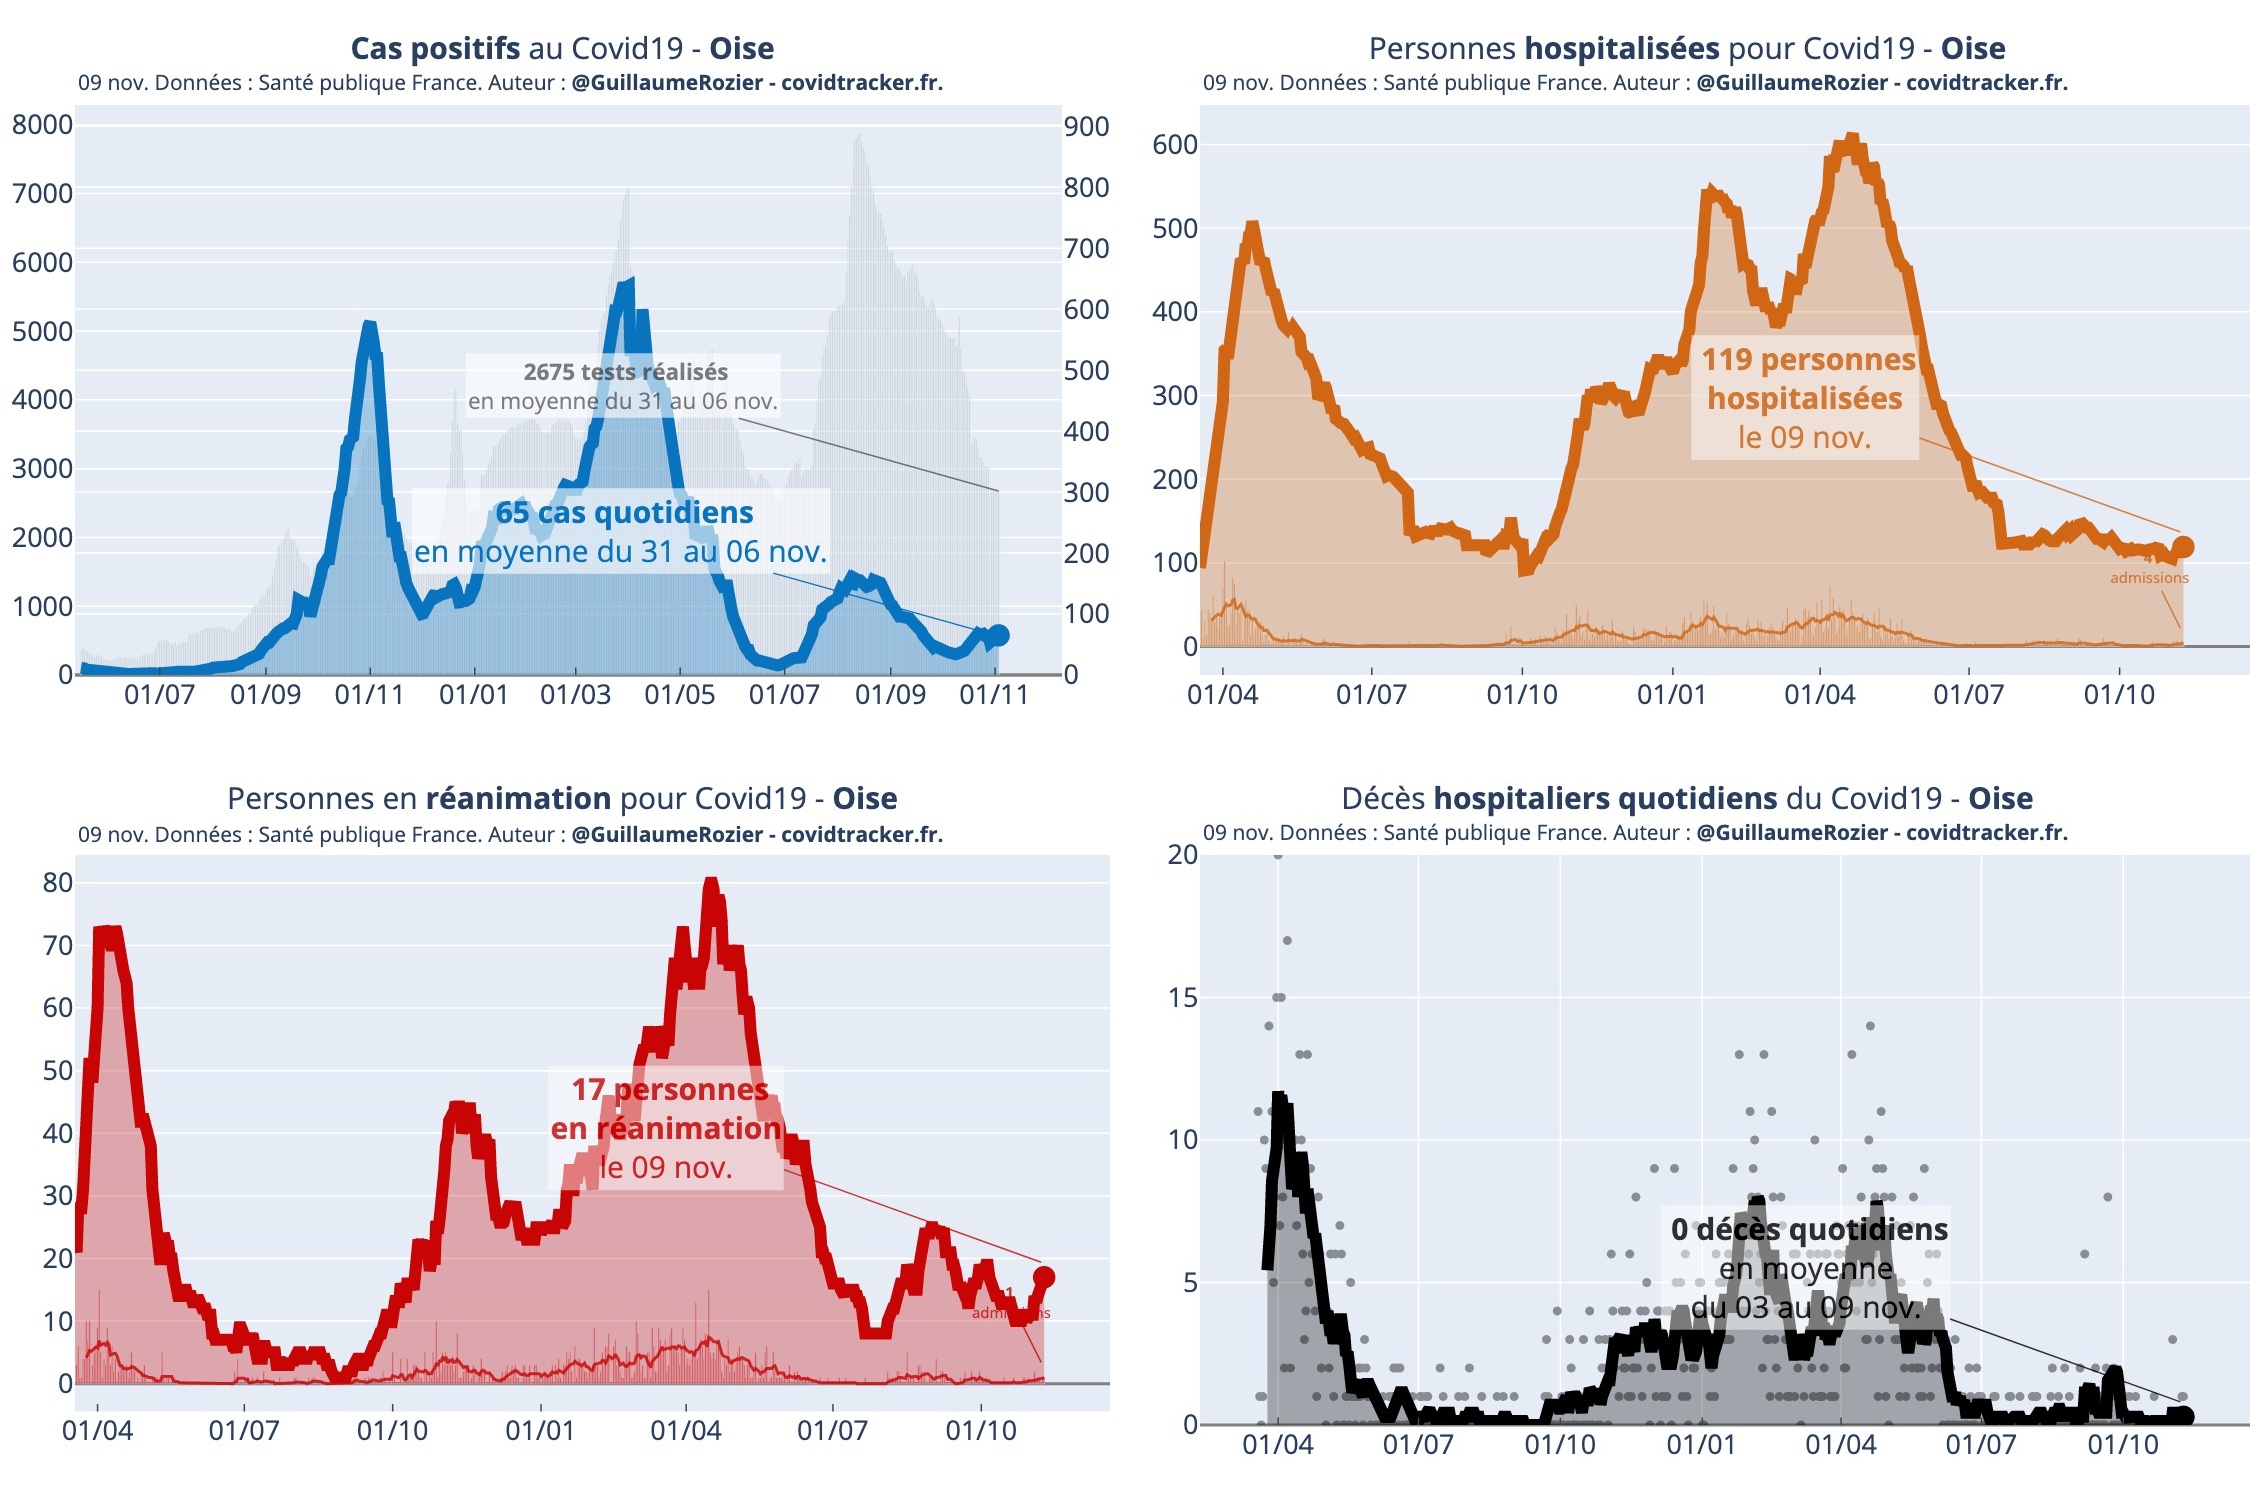 Cas positifs au Covid19 - Oise
09 nov. Données : Santé publique France. Auteur : @GuillaumeRozier - covidtracker.fr.
8000
7000
6000
5000
4000
3000
2000
1000
0
900
800
700
600
500
400
300
200
100
0
2675 tests réalisés
en moyenne du 31 au 06 nov.
65 cas quotidiens
en moyenne du 31 au 06 nov.
01/07 01/09 01/11 01/01 01/03 01/05 01/07 01/09 01/11
Personnes hospitalisées pour Covid19 - Oise
09 nov. Données : Santé publique France. Auteur : @GuillaumeRozier - covidtracker.fr.
600
500
400
300
200
100
0
119 personnes
hospitalisées
le 09 nov.
admissions
01/04 01/07 01/10 01/01 01/04 01/07 01/10
Personnes en réanimation pour Covid19 - Oise
09 nov. Données : Santé publique France. Auteur : @GuillaumeRozier - covidtracker.fr.
80
70
60
50
40
30
20
10
0
17 personnes
en réanimation
le 09 nov.
1
admissions
01/04 01/07 01/10 01/01 01/04 01/07 01/10
Décès hospitaliers quotidiens du Covid19 - Oise
09 nov. Données : Santé publique France. Auteur : @GuillaumeRozier - covidtracker.fr.
20
15
10
5
0
0 décès quotidiens
en moyenne
du 03 au 09 nov.
01/04 01/07 01/10 01/01 01/04 01/07 01/10